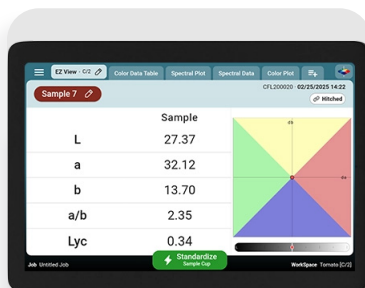 EZ View - C/2
Color Data Table
Spectral Plot
Spectral Data
Color Plot
Sample 7
CFL200020 · 02/25/2025 14:22
Hitched
Sample
L 27.37
a 32.12
b 13.70
a/b 2.35
Lyc 0.34
db
da
Standardize
Sample Cup
Job Untitled Job
WorkSpace Tomato [C/2]